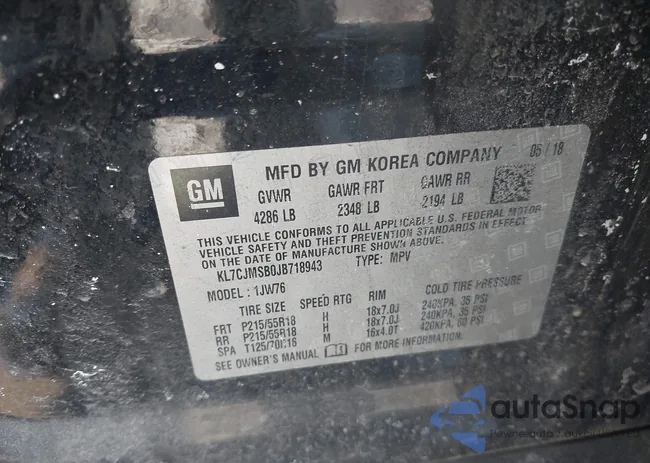 GM
MFD BY GM KOREA COMPANY 05/18
GVWR GAWR FRT GAWR RR
4286 LB 2348 LB 2194 LB
THIS VEHICLE CONFORMS TO ALL APPLICABLE U.S. FEDERAL MOTOR
VEHICLE SAFETY AND THEFT PREVENTION STANDARDS IN EFFECT
ON THE DATE OF MANUFACTURE SHOWN ABOVE.
KL7CJMSB0JB718943 TYPE: MPV
MODEL: 1JW76
TIRE SIZE SPEED RTG RIM COLD TIRE PRESSURE
FRT P215/55R18 H 18x7.0J 240KPA, 35 PSI
RR P215/55R18 H 18x7.0J 240KPA, 35 PSI
SPA T125/70R16 M 16x4.0T 420KPA, 60 PSI
SEE OWNER'S MANUAL FOR MORE INFORMATION.
autaSnap
Pewne auto